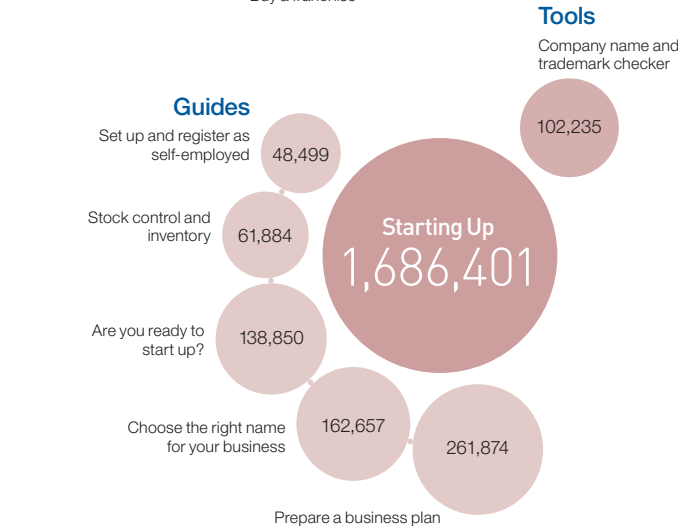 Buy a franchise
Tools
Company name and
trademark checker
102,235
Guides
Set up and register as
self-employed
48,499
Stock control and
inventory
61,884
Starting Up
1,686,401
Are you ready to
start up?
138,850
Choose the right name
for your business
162,657
261,874
Prepare a business plan